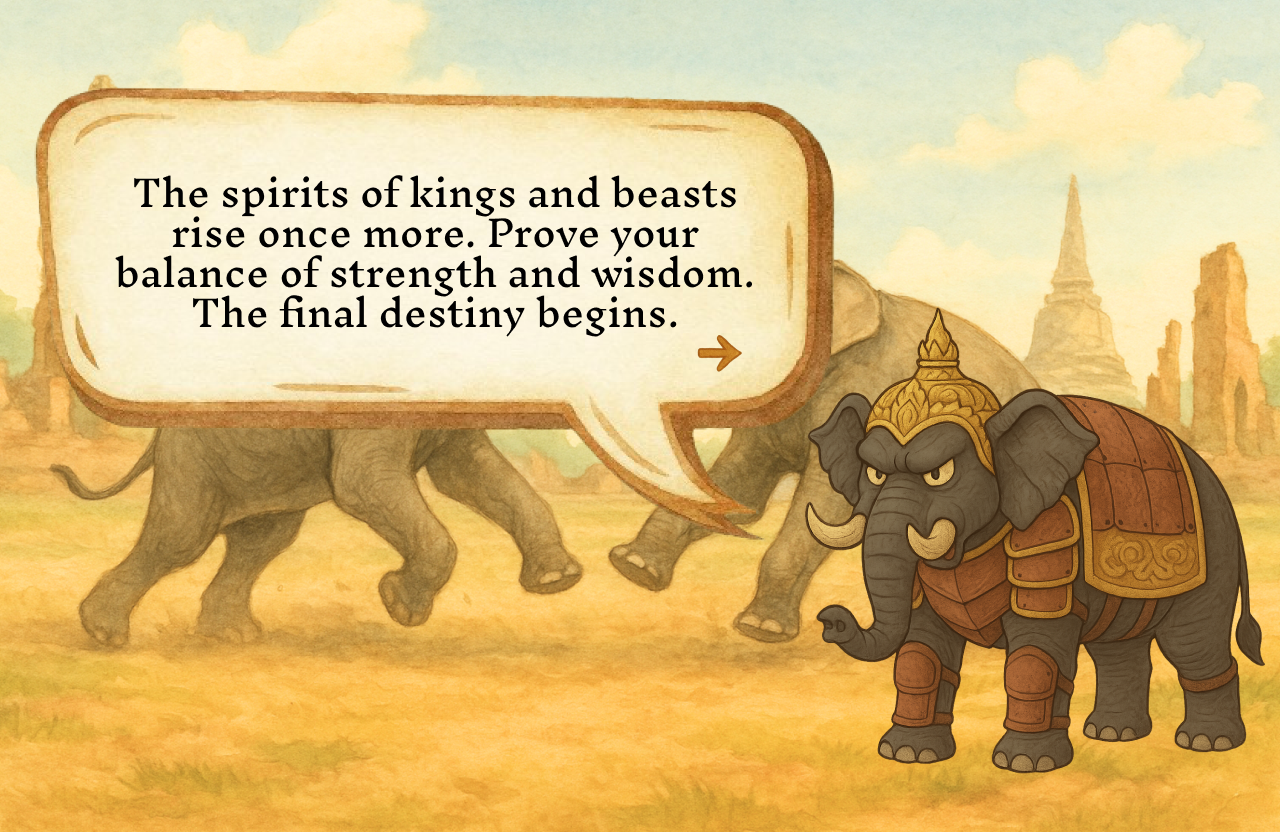 The spirits of kings and beasts
rise once more. Prove your
balance of strength and wisdom.
The final destiny begins.